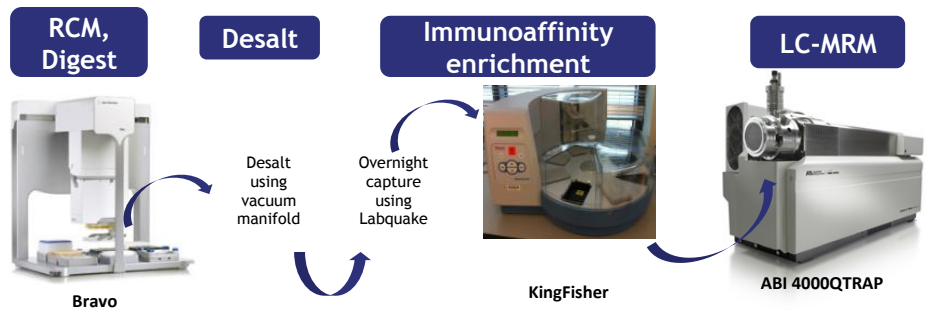 RCM,
Digest
Desalt
Immunoaffinity
enrichment
LC-MRM
Desalt
using
vacuum
manifold
Overnight
capture
using
Labquake
Bravo
KingFisher
ABI 4000QTRAP